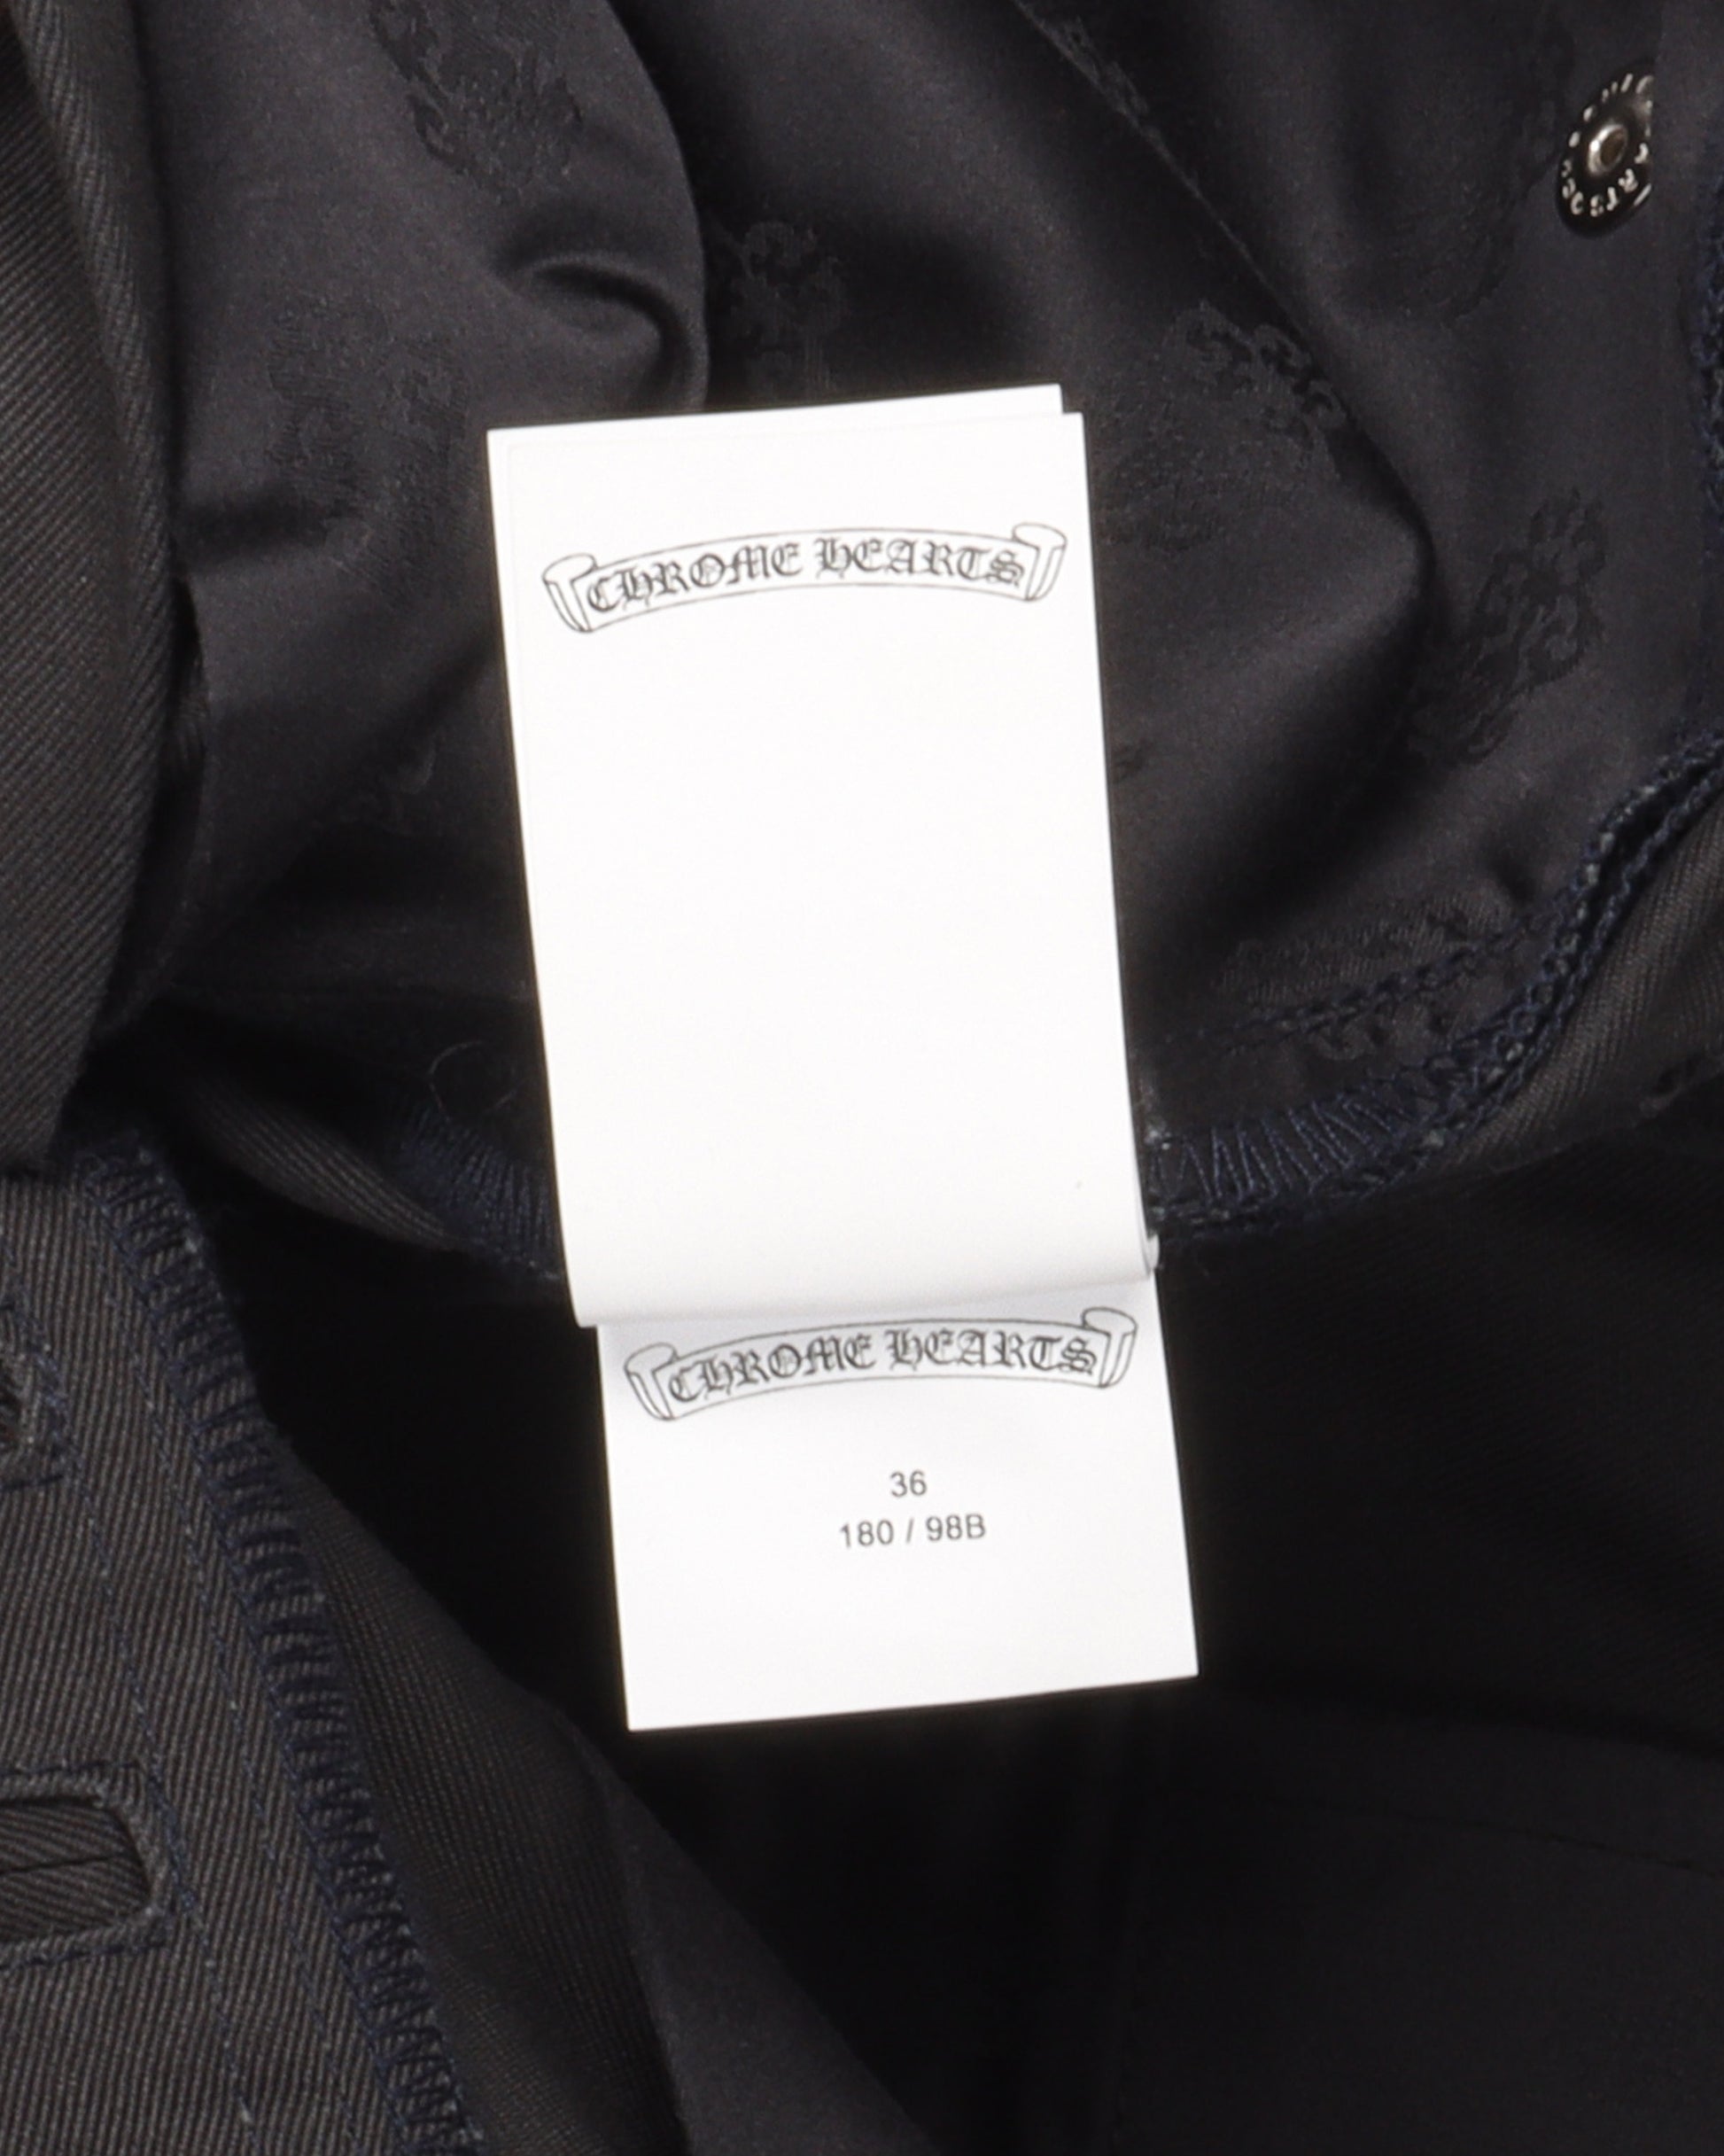 CHROME HEARTS
CHROME HEARTS
36
180 / 98B